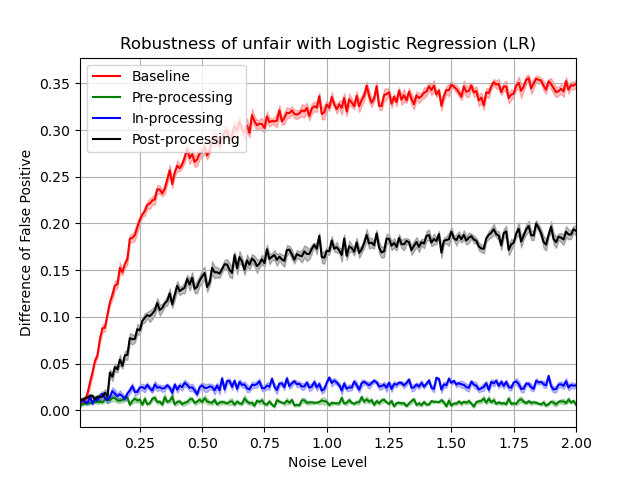 Robustness of unfair with Logistic Regression (LR)
Baseline
Pre-processing
In-processing
Post-processing
Difference of False Positive
0.35
0.30
0.25
0.20
0.15
0.10
0.05
0.00
0.25 0.50 0.75 1.00 1.25 1.50 1.75 2.00
Noise Level